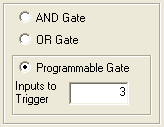 AND Gate
OR Gate
Programmable Gate
Inputs to
Trigger 3